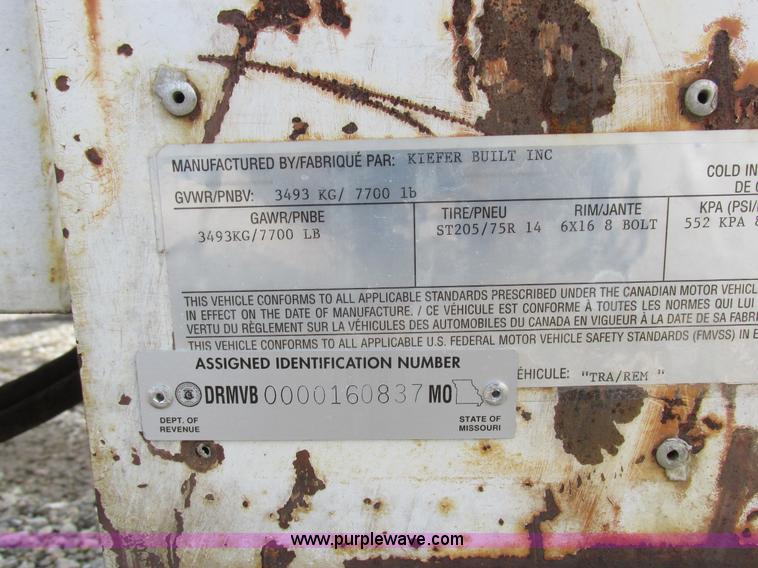 MANUFACTURED BY/FABRIQUÉ PAR: KIEFER BUILT INC
GVWR/PNBV: 3493 KG/ 7700 lb
COLD IN
DE G
GAWR/PNBE TIRE/PNEU RIM/JANTE KPA (PSI/
3493KG/7700 LB ST205/75R 14 6X16 8 BOLT 552 KPA 8
THIS VEHICLE CONFORMS TO ALL APPLICABLE STANDARDS PRESCRIBED UNDER THE CANADIAN MOTOR VEHICL
IN EFFECT ON THE DATE OF MANUFACTURE. / CE VÉHICULE EST CONFORME À TOUTES LES NORMES QUI LUI
VERTU DU RÈGLEMENT SUR LA VÉHICULES DES AUTOMOBILES DU CANADA EN VIGUEUR À LA DATE DE SA FABRI
THIS VEHICLE CONFORMS TO ALL APPLICABLE U.S. FEDERAL MOTOR VEHICLE SAFETY STANDARDS (FMVSS) IN E
ÉHICULE: "TRA/REM "
ASSIGNED IDENTIFICATION NUMBER
DRMVB 0000160837 MO
DEPT. OF
REVENUE
STATE OF
MISSOURI
www.purplewave.com